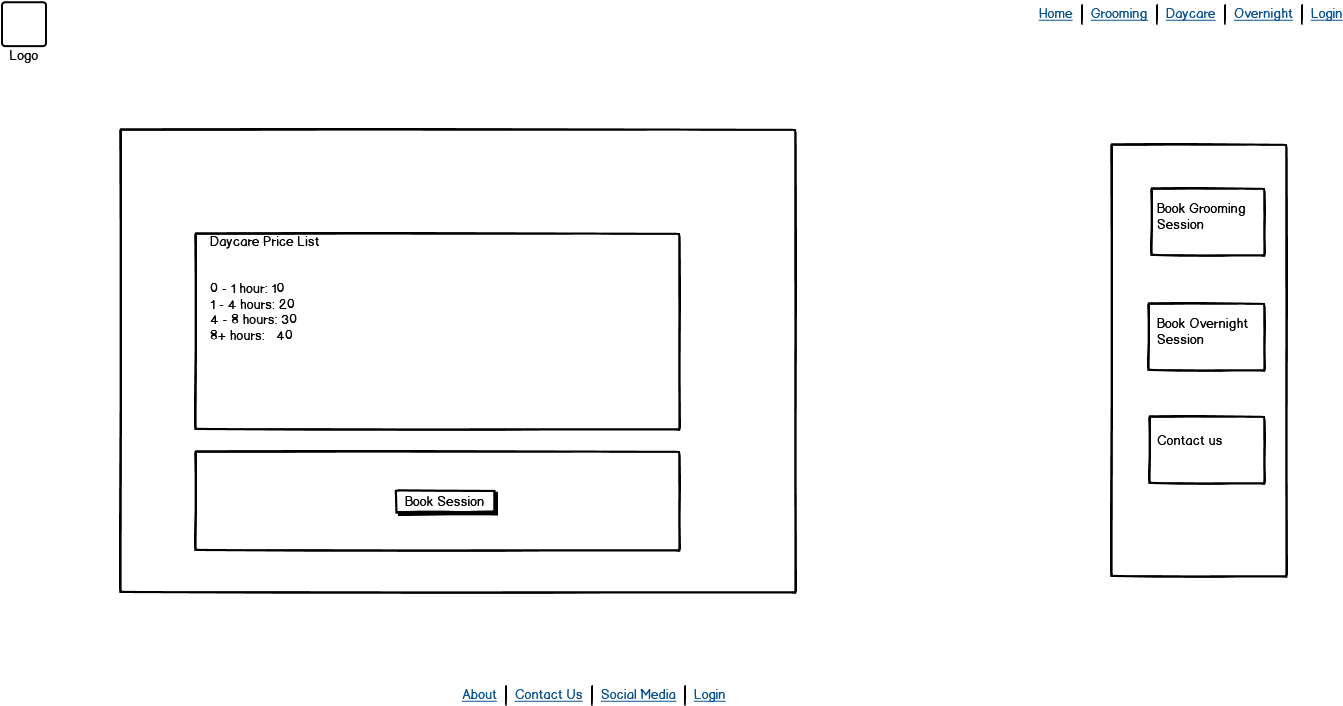 Logo
Home | Grooming | Daycare | Overnight | Login
Daycare Price List
0 - 1 hour: 10
1 - 4 hours: 20
4 - 8 hours: 30
8+ hours: 40
Book Session
Book Grooming
Session
Book Overnight
Session
Contact us
About | Contact Us | Social Media | Login